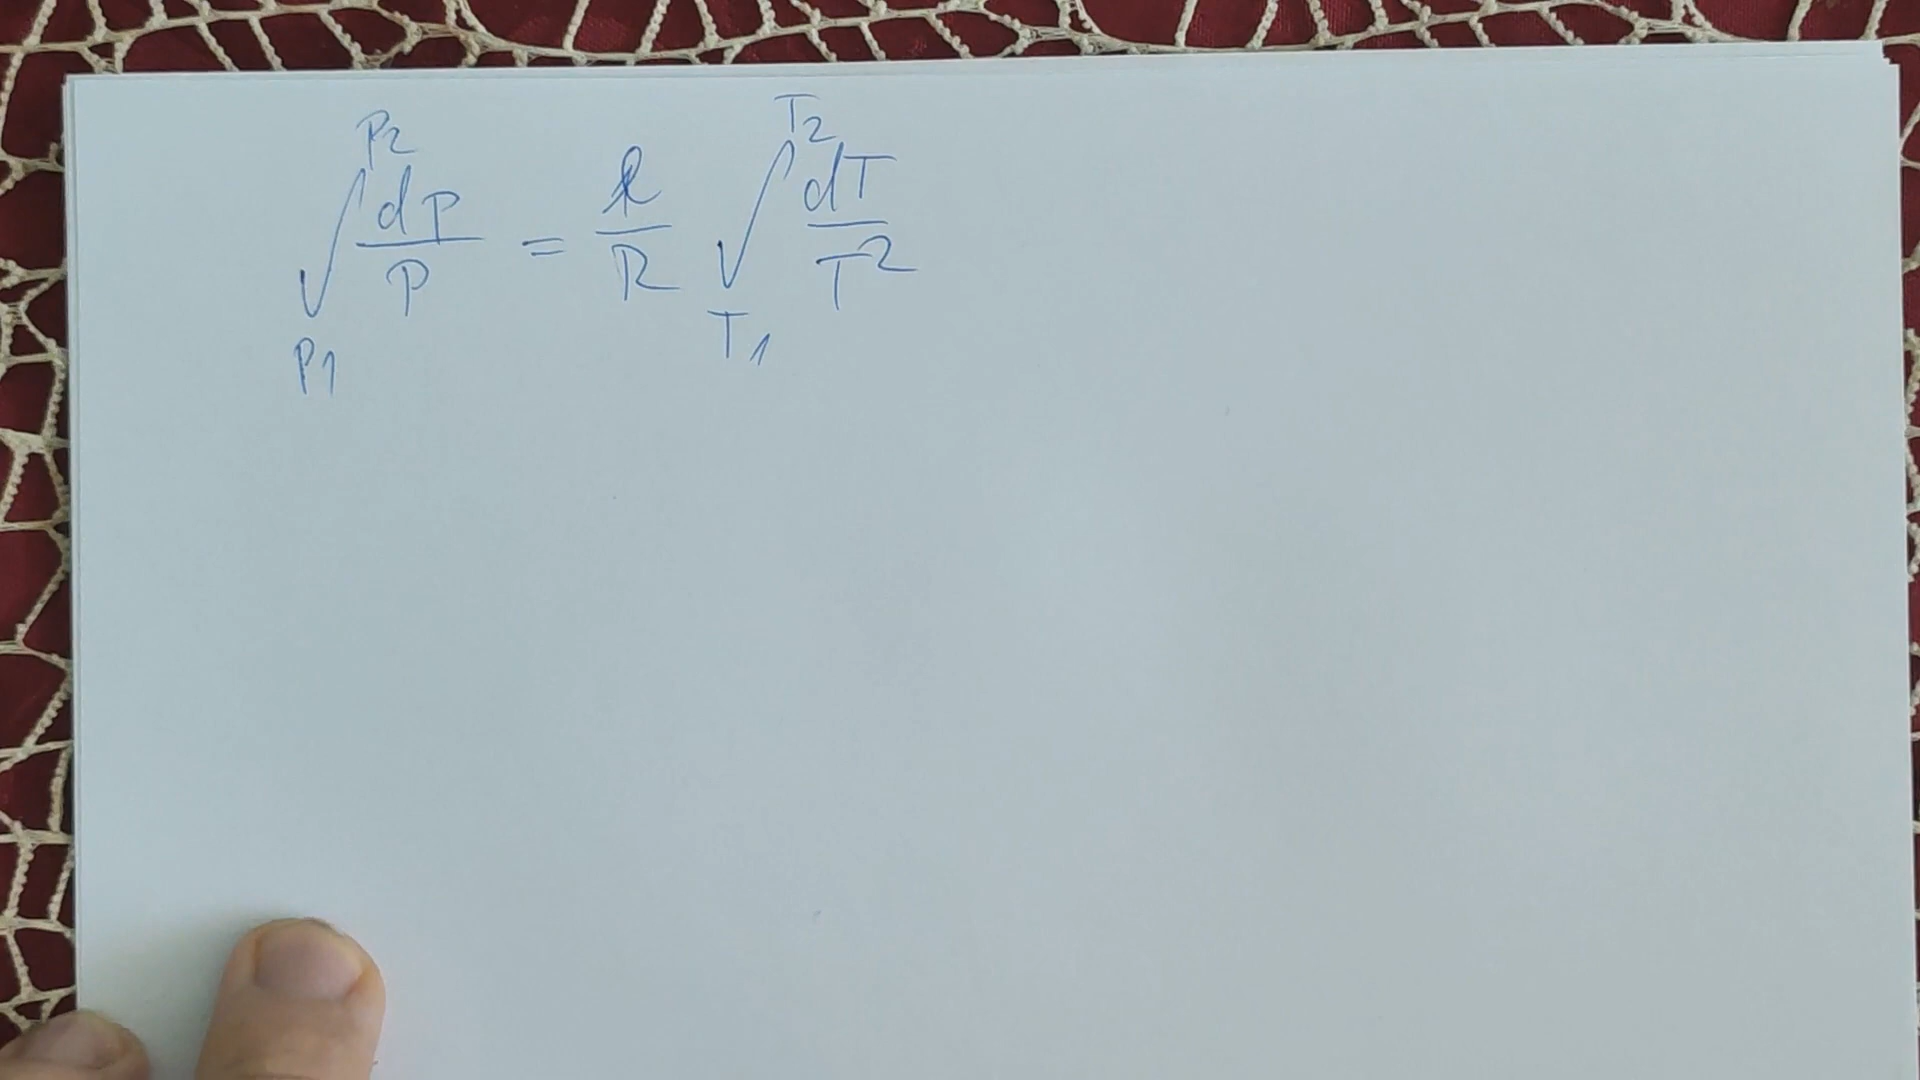 ∫_{P1}^{P2} dP/P = ℓ/R ∫_{T1}^{T2} dT/T²